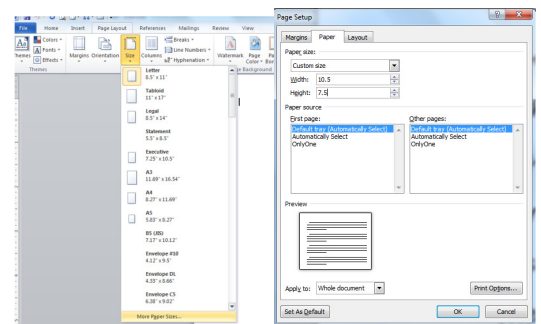 File Home Insert Page Layout References Mailings Review View
Colors
Fonts
Effects
Themes
Margins Orientation Size Columns
Breaks
Line Numbers
Hyphenation
Watermark Page Color
Themes
Background
Letter
8.5" x 11"
Tabloid
11" x 17"
Legal
8.5" x 14"
Statement
5.5" x 8.5"
Executive
7.25" x 10.5"
A3
11.69" x 16.54"
A4
8.27" x 11.69"
A5
5.83" x 8.27"
B5 (JIS)
7.17" x 10.12"
Envelope #10
4.12" x 9.5"
Envelope DL
4.33" x 8.66"
Envelope C5
6.38" x 9.02"
More Paper Sizes...
Page Setup
Margins Paper Layout
Paper size:
Custom size
Width: 10.5
Height: 7.5
Paper source
First page: Other pages:
Default tray (Automatically Select) Default tray (Automatically Select)
Automatically Select Automatically Select
OnlyOne OnlyOne
Preview
Apply to: Whole document Print Options...
Set As Default OK Cancel